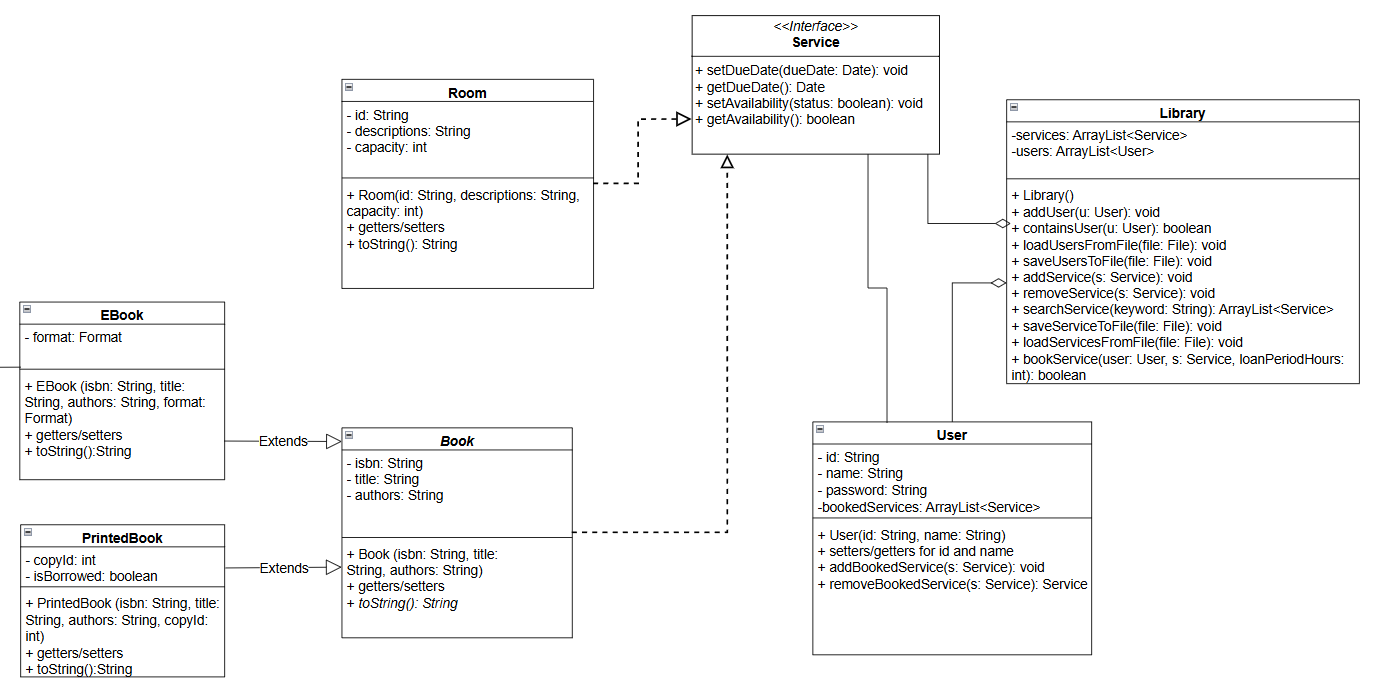 <<Interface>>
Service
+ setDueDate(dueDate: Date): void
+ getDueDate(): Date
+ setAvailability(status: boolean): void
+ getAvailability(): boolean
Room
- id: String
- descriptions: String
- capacity: int
+ Room(id: String, descriptions: String,
capacity: int)
+ getters/setters
+ toString(): String
Library
-services: ArrayList<Service>
-users: ArrayList<User>
+ Library()
+ addUser(u: User): void
+ containsUser(u: User): boolean
+ loadUsersFromFile(file: File): void
+ saveUsersToFile(file: File): void
+ addService(s: Service): void
+ removeService(s: Service): void
+ searchService(keyword: String): ArrayList<Service>
+ saveServiceToFile(file: File): void
+ loadServicesFromFile(file: File): void
+ bookService(user: User, s: Service, loanPeriodHours:
int): boolean
EBook
- format: Format
+ EBook (isbn: String, title:
String, authors: String, format:
Format)
+ getters/setters
+ toString():String
Extends
Book
- isbn: String
- title: String
- authors: String
+ Book (isbn: String, title:
String, authors: String)
+ getters/setters
+ toString(): String
User
- id: String
- name: String
- password: String
-bookedServices: ArrayList<Service>
+ User(id: String, name: String)
+ setters/getters for id and name
+ addBookedService(s: Service): void
+ removeBookedService(s: Service): Service
PrintedBook
- copyId: int
- isBorrowed: boolean
+ PrintedBook (isbn: String, title:
String, authors: String, copyId:
int)
+ getters/setters
+ toString():String
Extends